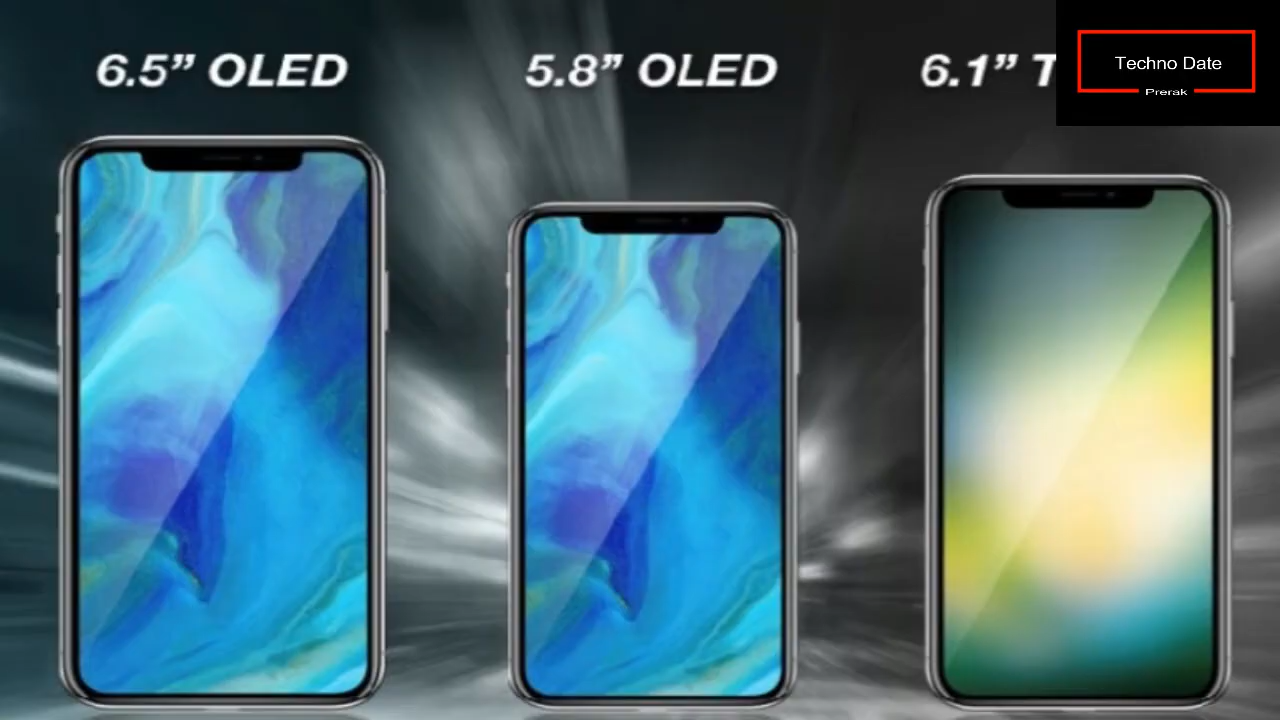 6.5” OLED
5.8” OLED
6.1” T
Techno Date
Prerak